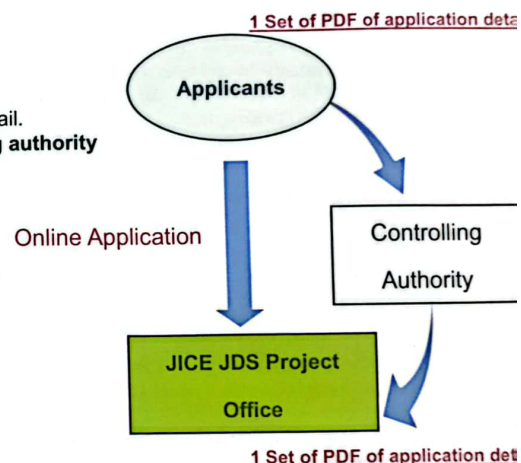 1 Set of PDF of application deta
Applicants
ail.
g authority
Online Application
Controlling
Authority
JICE JDS Project
Office
1 Set of PDF of application det